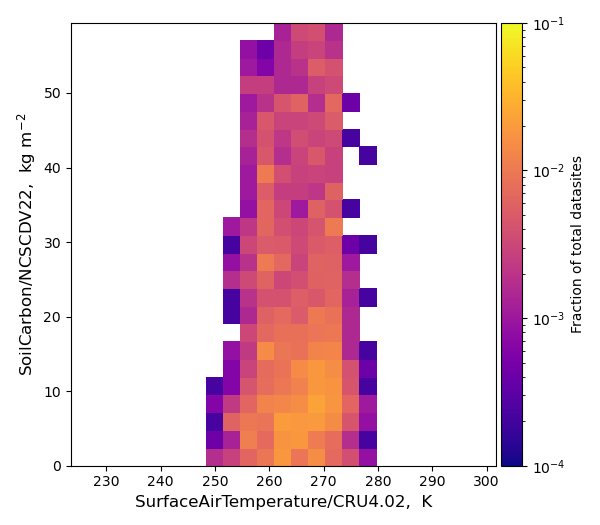 SoilCarbon/NCSCDV22, kg m⁻²
50
40
30
20
10
0
230 240 250 260 270 280 290 300
SurfaceAirTemperature/CRU4.02, K
10⁻¹
10⁻²
10⁻³
10⁻⁴
Fraction of total datasites